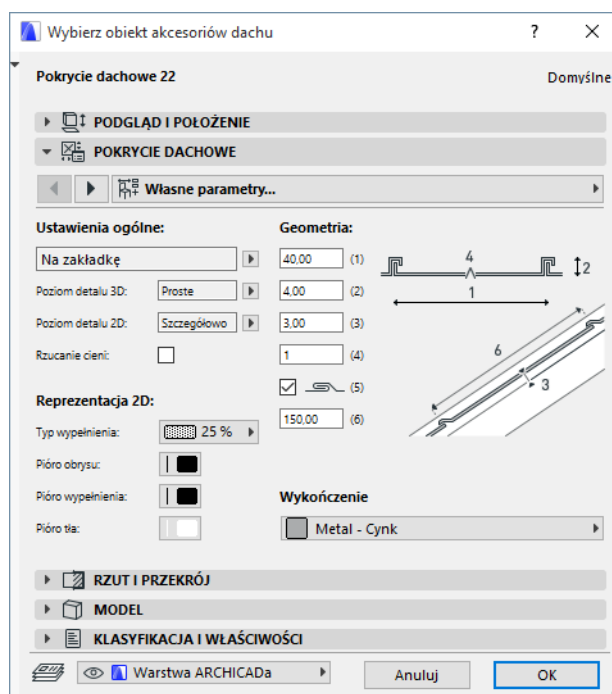 Wybierz obiekt akcesoriów dachu ?
Pokrycie dachowe 22 Domyślne
PODGLĄD I POŁOŻENIE
POKRYCIE DACHOWE
Własne parametry...
Ustawienia ogólne: Geometria:
Na zakładkę 40,00 (1) 4 2
Poziom detalu 3D: Proste 4,00 (2) 1
Poziom detalu 2D: Szczegółowo 3,00 (3)
Rzucanie cieni: 1 (4) 6
(5) 3
Reprezentacja 2D:
150,00 (6)
Typ wypełnienia: 25 %
Pióro obrysu:
Pióro wypełnienia: Wykończenie
Pióro tła: Metal - Cynk
RZUT I PRZEKRÓJ
MODEL
KLASYFIKACJA I WŁAŚCIWOŚCI
Warstwa ARCHICADa Anuluj OK